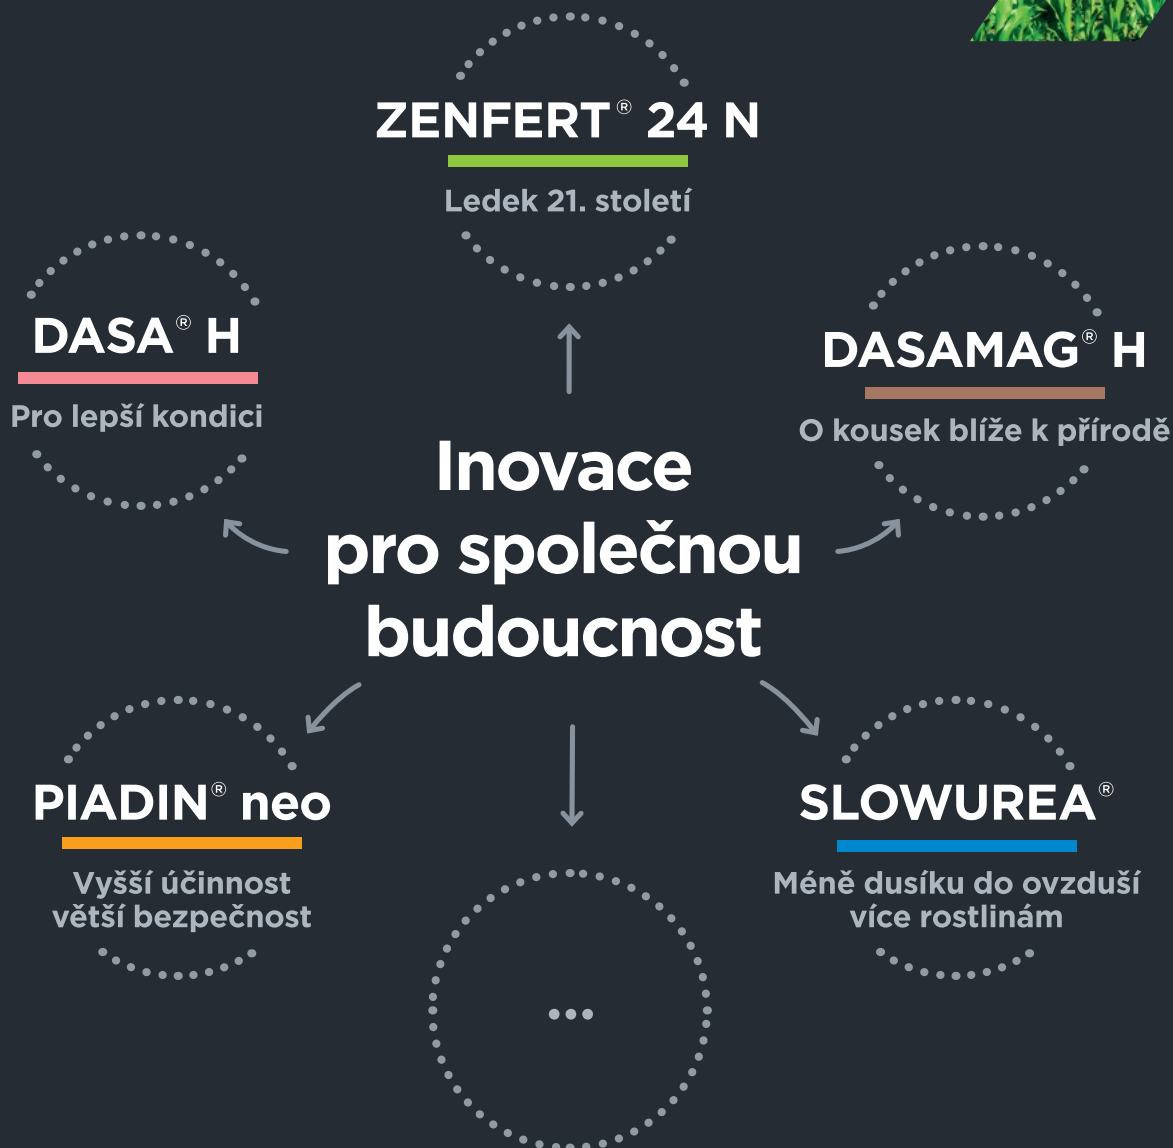 ZENFERT® 24 N
Ledek 21. století
DASA® H
Pro lepší kondici
DASAMAG® H
O kousek blíže k přírodě
Inovace
pro společnou
budoucnost
PIADIN® neo
Vyšší účinnost
větší bezpečnost
SLOWUREA®
Méně dusíku do ovzduší
více rostlinám
...